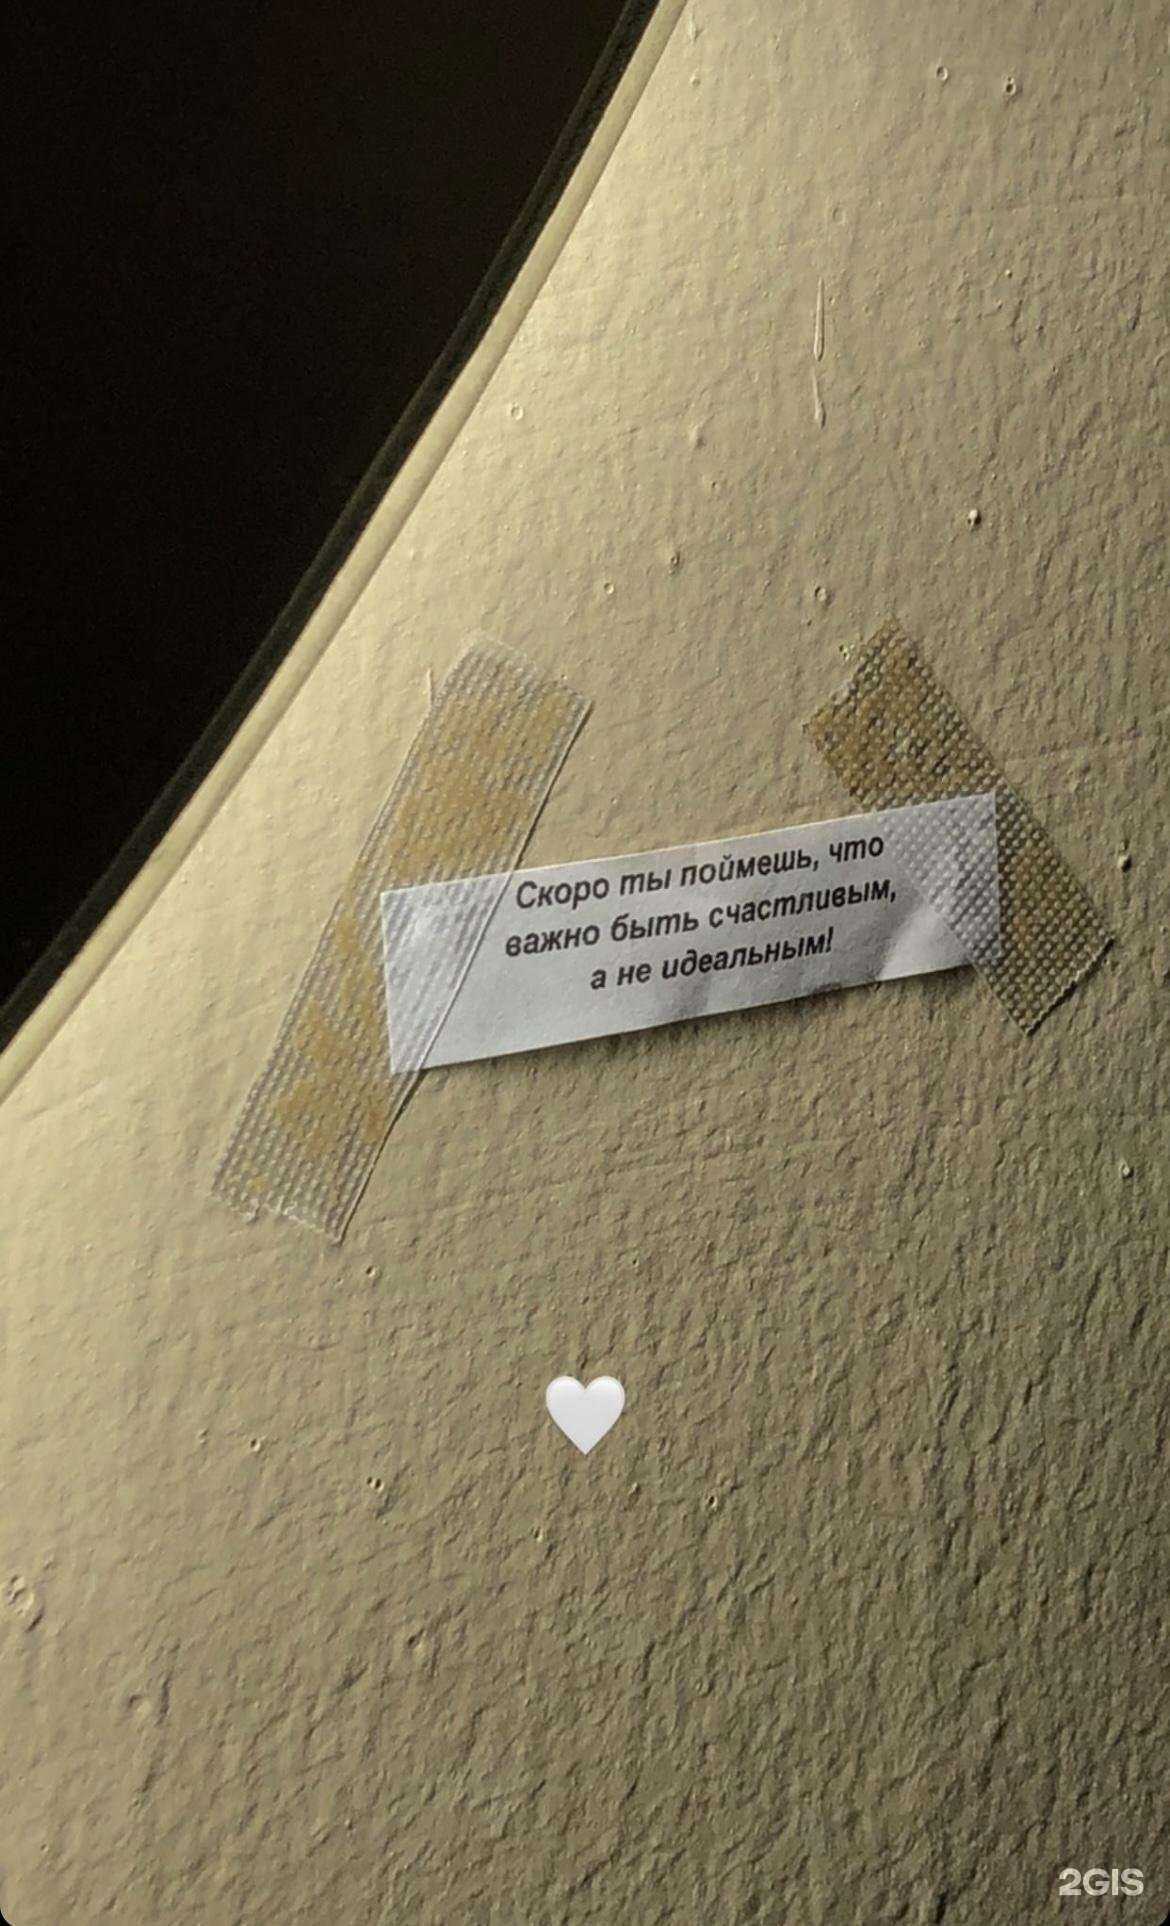 Скоро ты поймешь, что
важно быть счастливым,
а не идеальным!
2GIS